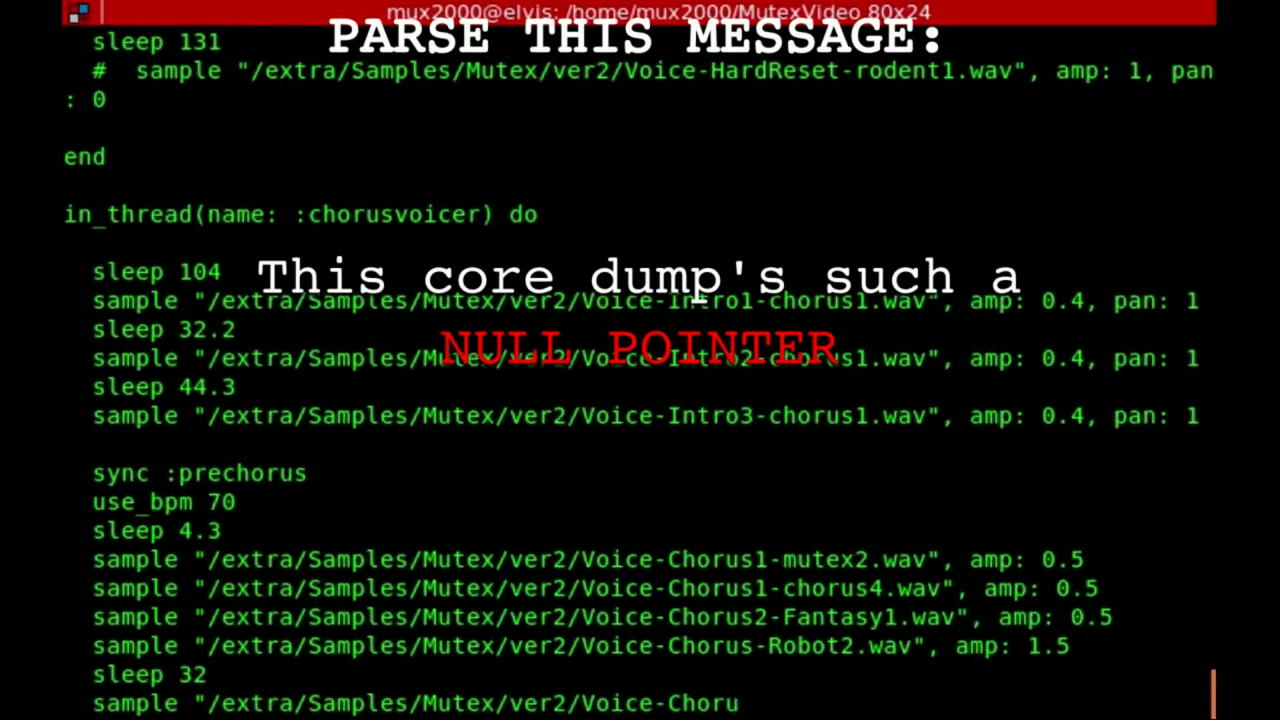 mux2000@elvis: /home/mux2000/MutexVideo 80x24
PARSE THIS MESSAGE:
sleep 131
# sample "/extra/Samples/Mutex/ver2/Voice-HardReset-rodent1.wav", amp: 1, pan
: 0
end
in_thread(name: :chorusvoicer) do
sleep 104
This core dump's such a
sample "/extra/Samples/Mutex/ver2/Voice-Intro1-chorus1.wav", amp: 0.4, pan: 1
sleep 32.2
NULL POINTER
sample "/extra/Samples/Mutex/ver2/Voice-Intro2-chorus1.wav", amp: 0.4, pan: 1
sleep 44.3
sample "/extra/Samples/Mutex/ver2/Voice-Intro3-chorus1.wav", amp: 0.4, pan: 1
sync :prechorus
use_bpm 70
sleep 4.3
sample "/extra/Samples/Mutex/ver2/Voice-Chorus1-mutex2.wav", amp: 0.5
sample "/extra/Samples/Mutex/ver2/Voice-Chorus1-chorus4.wav", amp: 0.5
sample "/extra/Samples/Mutex/ver2/Voice-Chorus2-Fantasy1.wav", amp: 0.5
sample "/extra/Samples/Mutex/ver2/Voice-Chorus-Robot2.wav", amp: 1.5
sleep 32
sample "/extra/Samples/Mutex/ver2/Voice-Choru